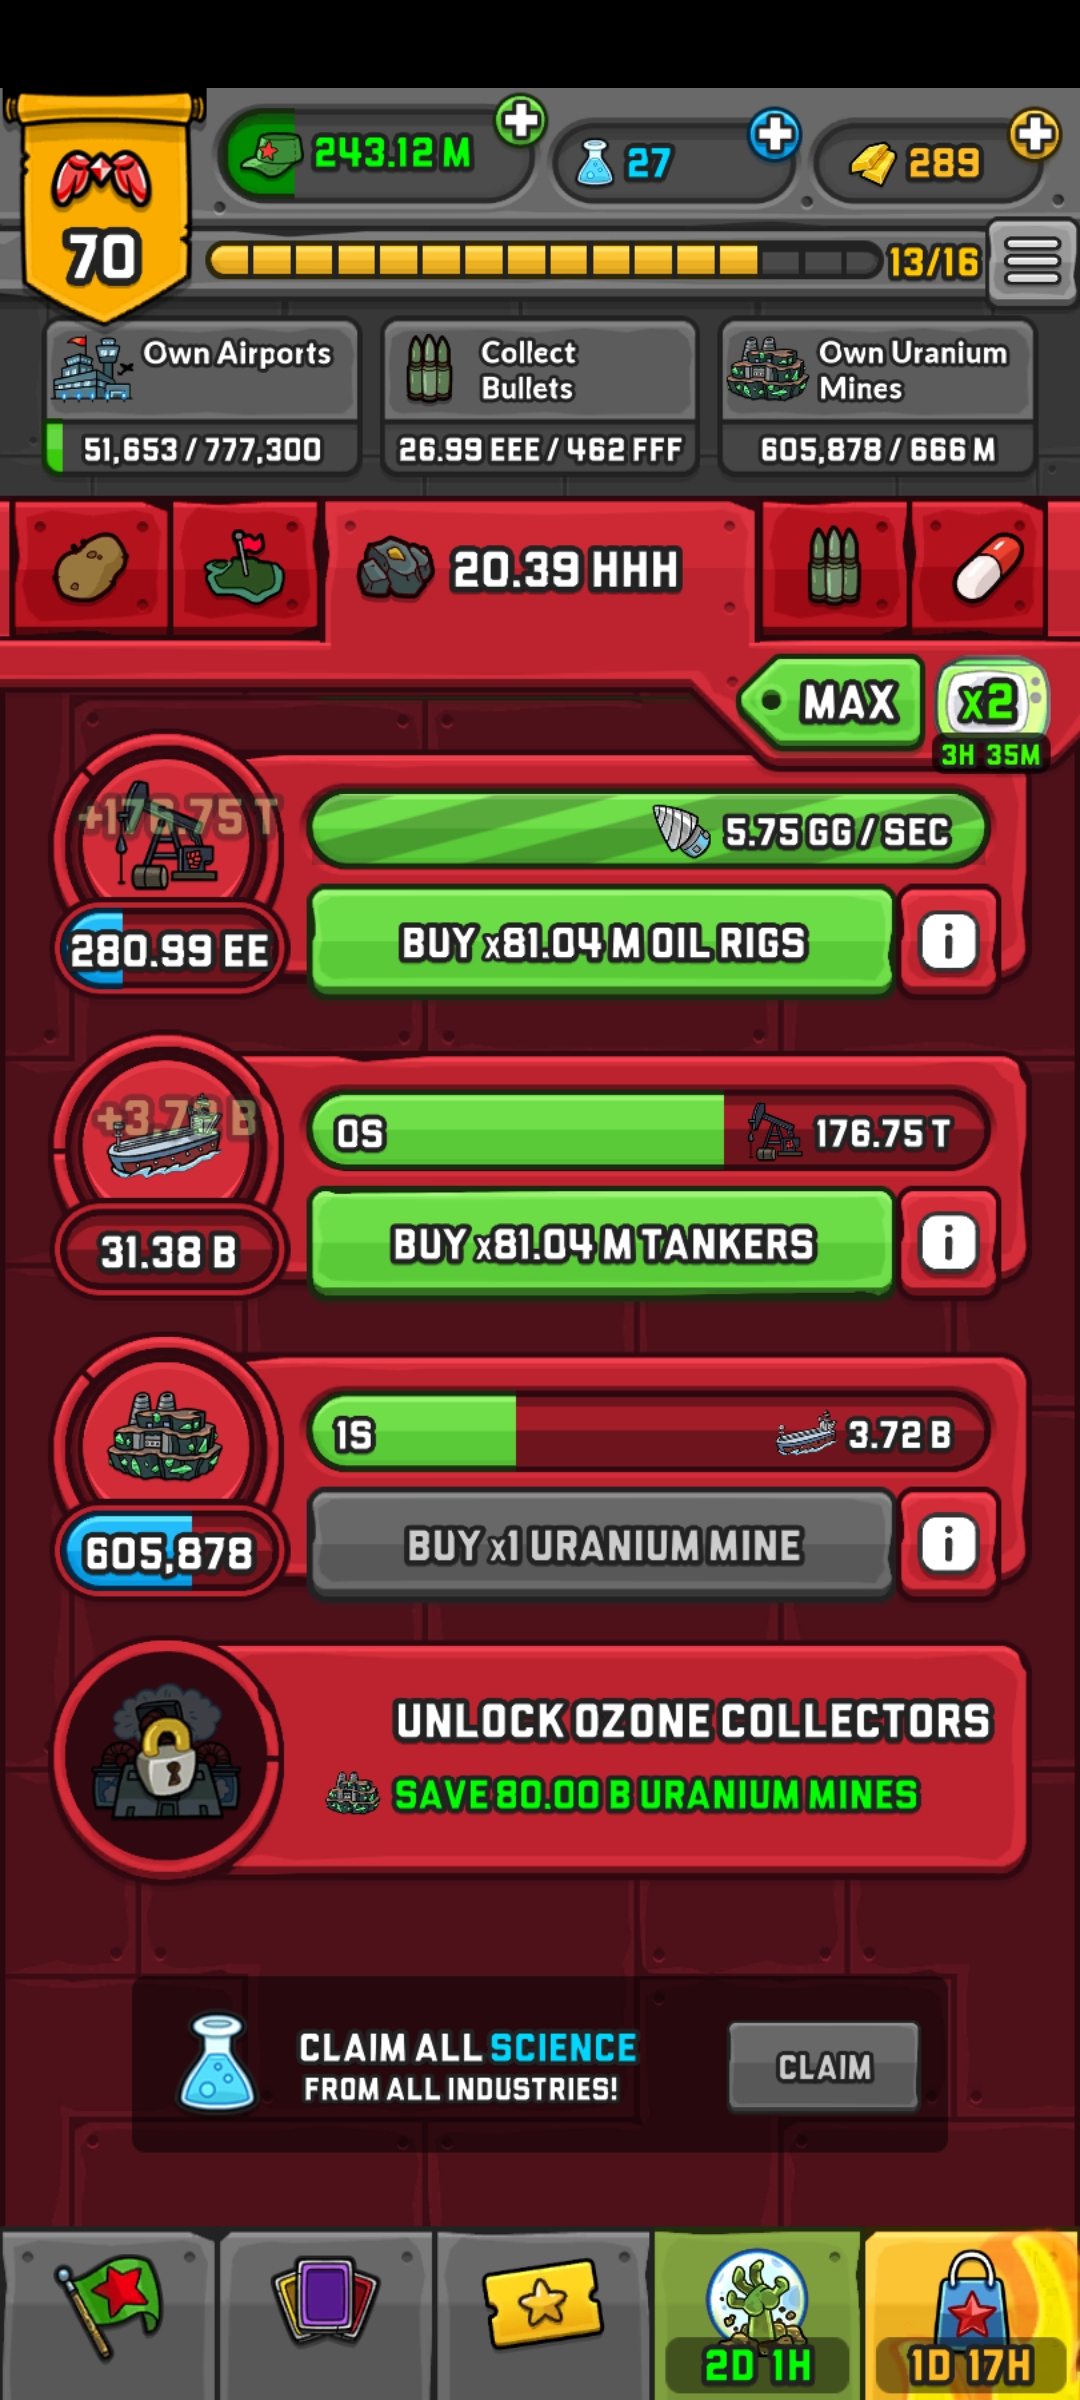 243.12 M
27
289
70
13/16
Own Airports
51,653 / 777,300
Collect
Bullets
26.99 EEE / 462 FFF
Own Uranium
Mines
605,878 / 666 M
20.39 HHH
MAX
x2
3H 35M
+176.75 T
5.75 GG / SEC
280.99 EE
BUY x81.04 M OIL RIGS
i
+3.72 B
0S
176.75 T
31.38 B
BUY x81.04 M TANKERS
i
1S
3.72 B
605,878
BUY x1 URANIUM MINE
i
UNLOCK OZONE COLLECTORS
SAVE 80.00 B URANIUM MINES
CLAIM ALL SCIENCE
FROM ALL INDUSTRIES!
CLAIM
2D 1H
1D 17H